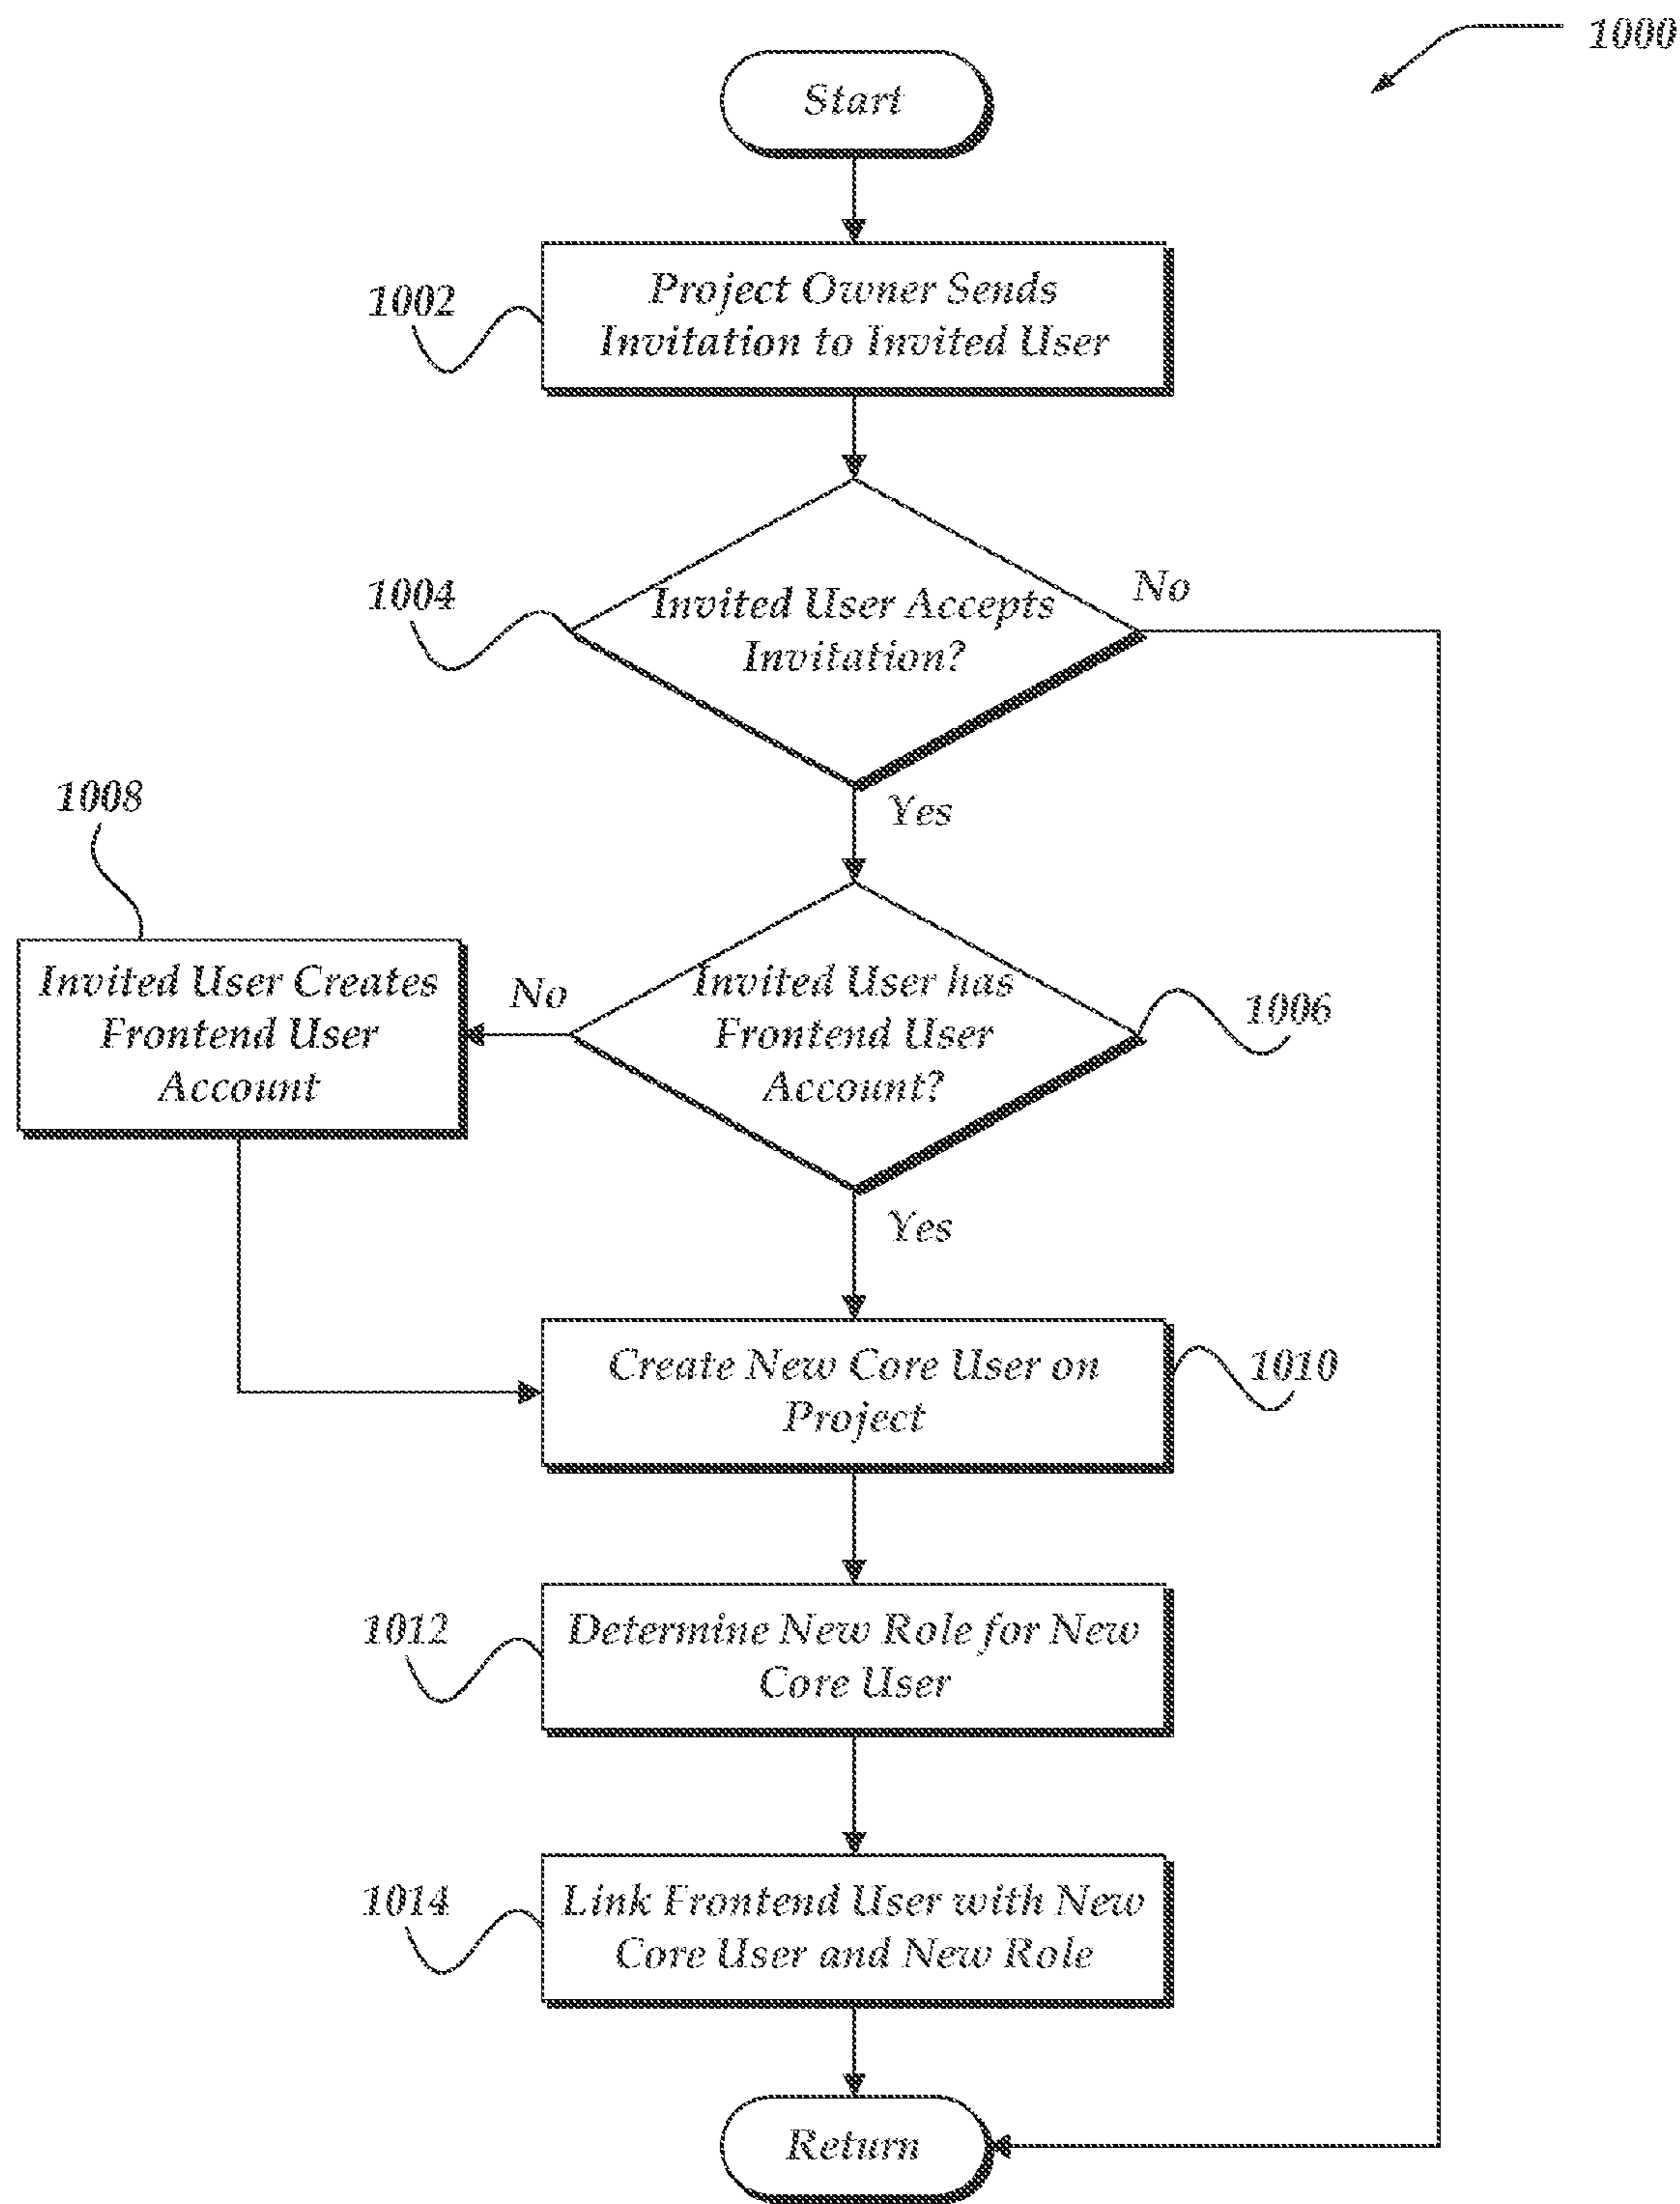 1000
Start
1002
Project Owner Sends
Invitation to Invited User
1004
Invited User Accepts
Invitation?
No
Yes
1008
Invited User Creates
Frontend User
Account
No
Invited User has
Frontend User
Account?
1006
Yes
Create New Core User on
Project
1010
1012
Determine New Role for New
Core User
1014
Link Frontend User with New
Core User and New Role
Return